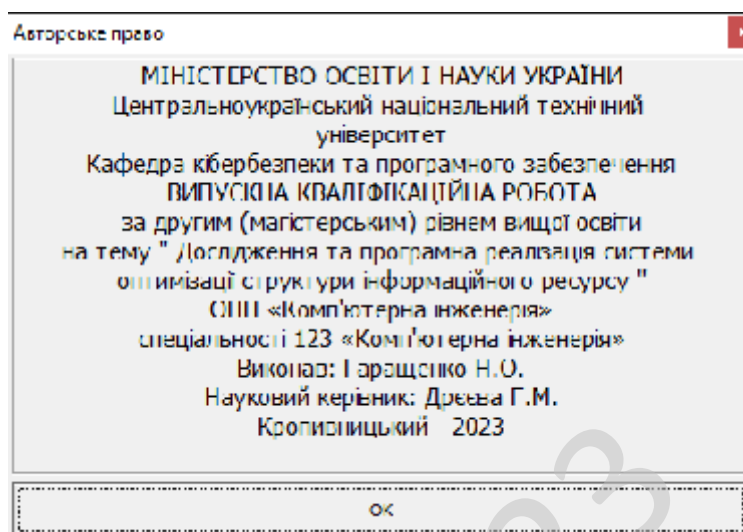 Авторське право
МІНІСТЕРСТВО ОСВІТИ І НАУКИ УКРАЇНИ
Центральноукраїнський національний технічний
університет
Кафедра кібербезпеки та програмного забезпечення
ВИПУСКНА КВАЛІФІКАЦІЙНА РОБОТА
за другим (магістерським) рівнем вищої освіти
на тему " Дослідження та програмна реалізація системи
оптимізації структури інформаційного ресурсу "
ОПП «Комп'ютерна інженерія»
спеціальності 123 «Комп'ютерна інженерія»
Виконав: Гаращенко Н.О.
Науковий керівник: Дрєєва Г.М.
Кропивницький 2023
OK